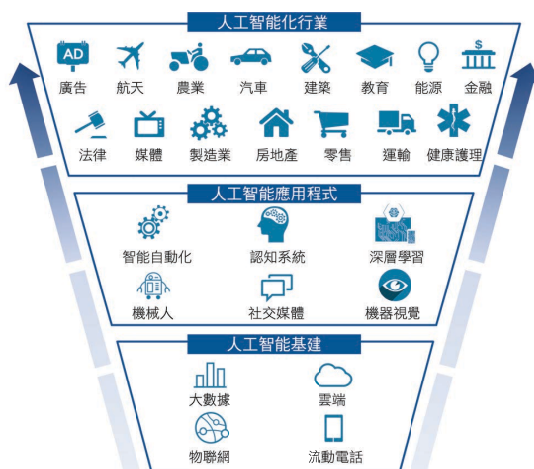 人工智能化行業
AD
$
廣告 航天 農業 汽車 建築 教育 能源 金融
法律 媒體 製造業 房地產 零售 運輸 健康護理
人工智能應用程式
智能自動化 認知系統 深層學習
機械人 社交媒體 機器視覺
人工智能基建
大數據 雲端
物聯網 流動電話